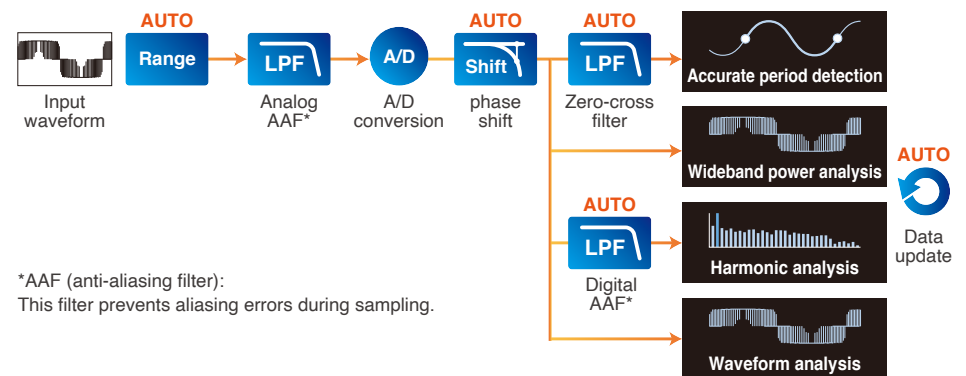 AUTO
Range
Input
waveform
LPF
Analog
AAF*
A/D
A/D
conversion
AUTO
Shift
phase
shift
AUTO
LPF
Zero-cross
filter
Accurate period detection
Wideband power analysis
AUTO
LPF
Digital
AAF*
Harmonic analysis
Waveform analysis
AUTO
Data
update
*AAF (anti-aliasing filter):
This filter prevents aliasing errors during sampling.